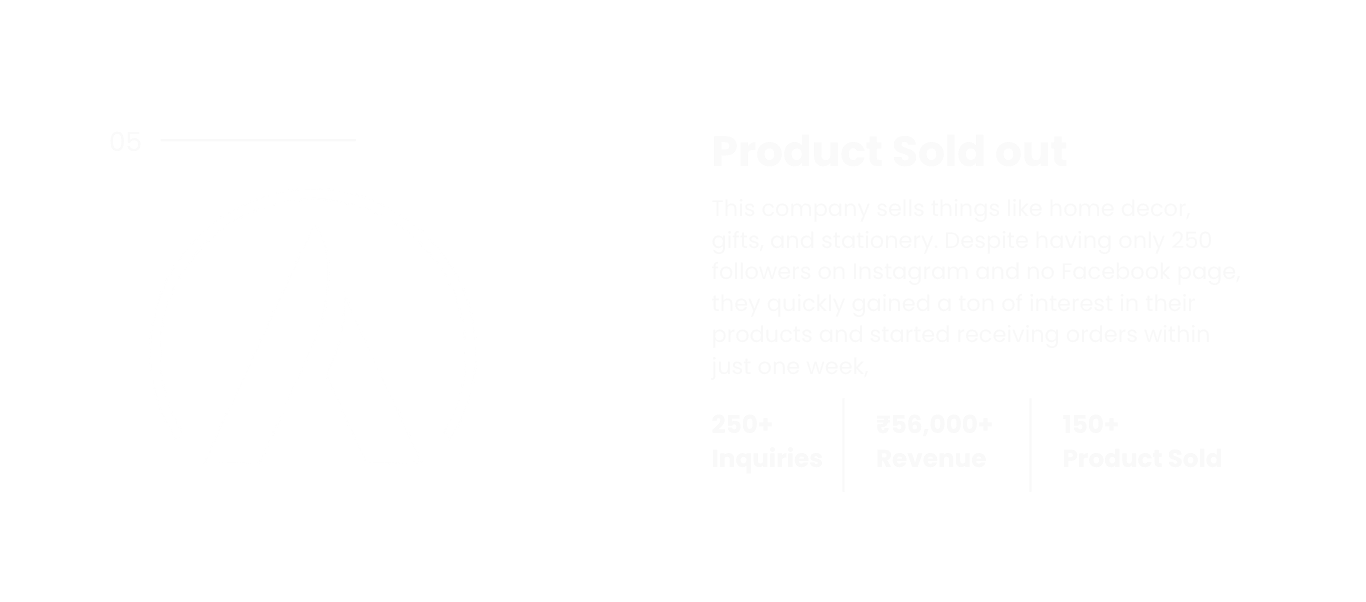 05
Product Sold out
This company sells things like home decor,
gifts, and stationery. Despite having only 250
followers on Instagram and no Facebook page,
they quickly gained a ton of interest in their
products and started receiving orders within
just one week.
250+
Inquiries
₹56,000+
Revenue
150+
Product Sold